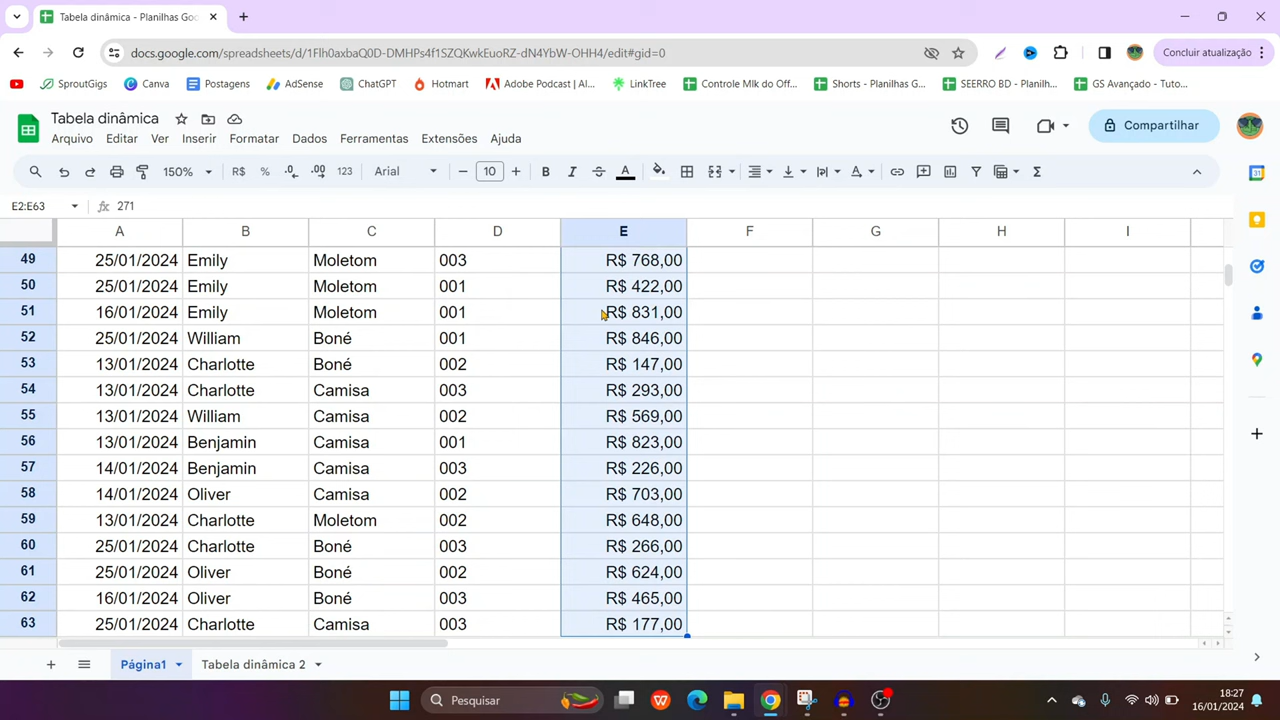 Tabela dinâmica - Planilhas Goo
docs.google.com/spreadsheets/d/1Flh0axbaQ0D-DMHPs4f1SZQKwkEuoRZ-dN4YbW-OHH4/edit#gid=0
Concluir atualização
SproutGigs
Canva
Postagens
AdSense
ChatGPT
Hotmart
Adobe Podcast | AI...
LinkTree
Controle Mlk do Off...
Shorts - Planilhas G...
SEERRO BD - Planilh...
GS Avançado - Tuto...
Tabela dinâmica
Arquivo Editar Ver Inserir Formatar Dados Ferramentas Extensões Ajuda
Compartilhar
150% R$ % .0 .00 123 Arial 10 B I S A
E2:E63 fx 271
A B C D E F G H I
49 25/01/2024 Emily Moletom 003 R$ 768,00
50 25/01/2024 Emily Moletom 001 R$ 422,00
51 16/01/2024 Emily Moletom 001 R$ 831,00
52 25/01/2024 William Boné 001 R$ 846,00
53 13/01/2024 Charlotte Boné 002 R$ 147,00
54 13/01/2024 Charlotte Camisa 003 R$ 293,00
55 13/01/2024 William Camisa 002 R$ 569,00
56 13/01/2024 Benjamin Camisa 001 R$ 823,00
57 14/01/2024 Benjamin Camisa 003 R$ 226,00
58 14/01/2024 Oliver Camisa 002 R$ 703,00
59 13/01/2024 Charlotte Moletom 002 R$ 648,00
60 25/01/2024 Charlotte Boné 003 R$ 266,00
61 25/01/2024 Oliver Boné 002 R$ 624,00
62 16/01/2024 Oliver Boné 003 R$ 465,00
63 25/01/2024 Charlotte Camisa 003 R$ 177,00
Página1 Tabela dinâmica 2
Pesquisar
18:27
16/01/2024